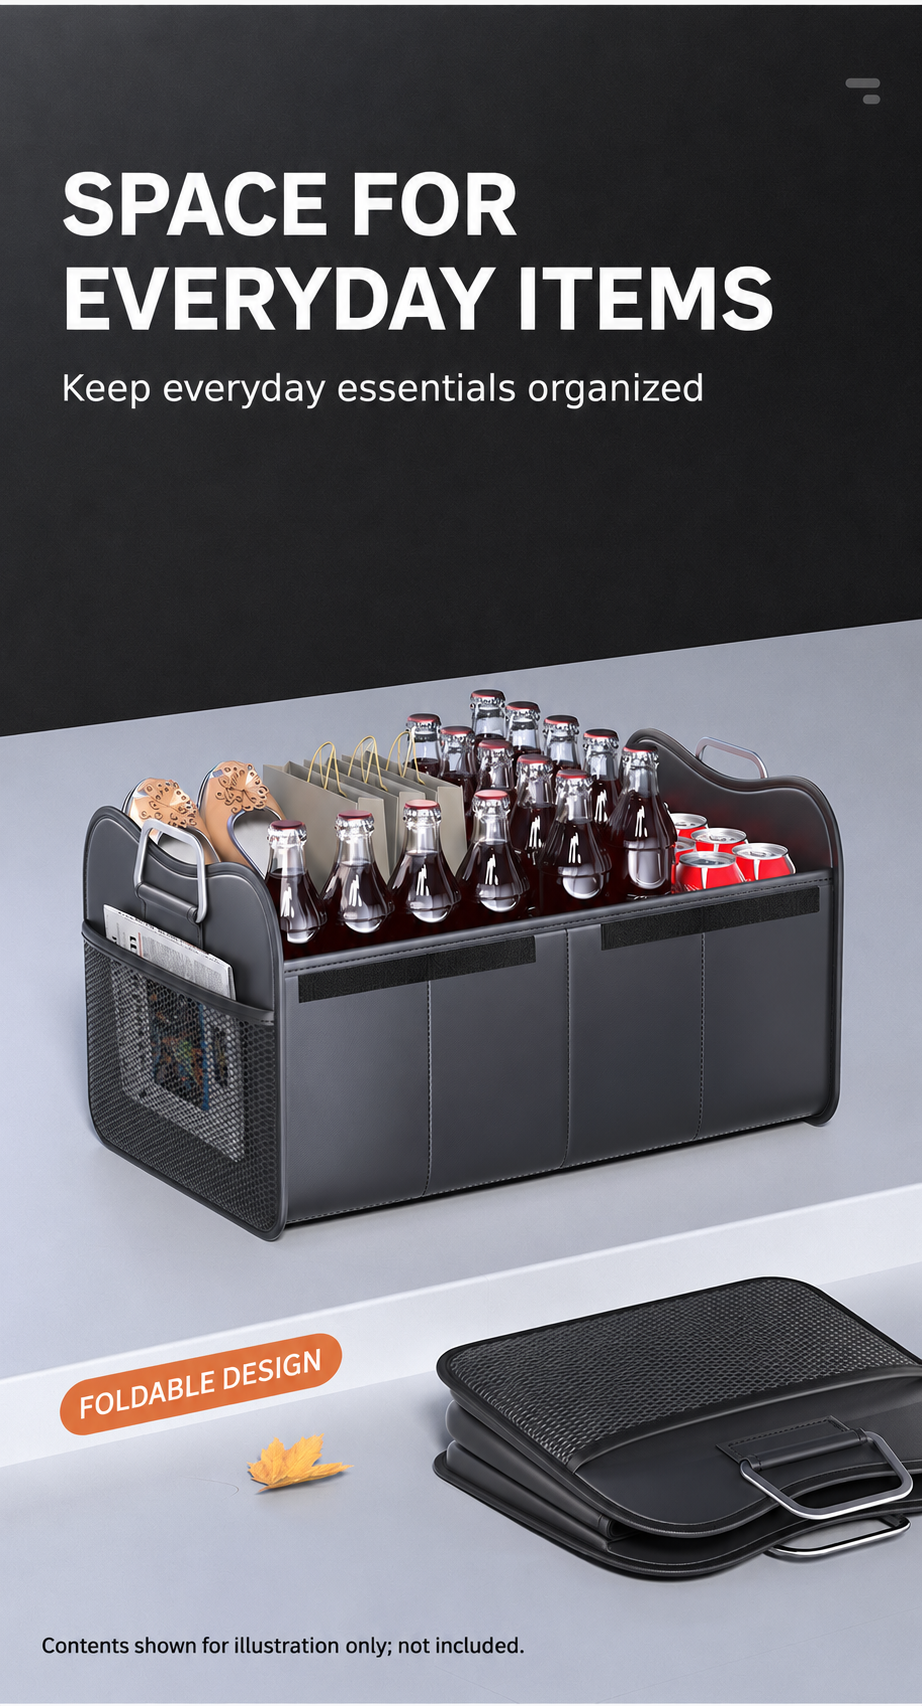 SPACE FOR
EVERYDAY ITEMS
Keep everyday essentials organized
FOLDABLE DESIGN
Contents shown for illustration only; not included.